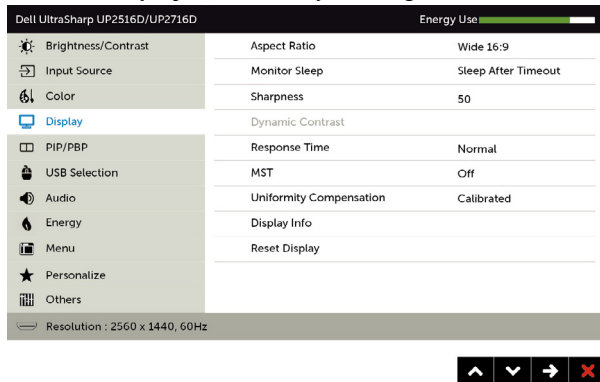 Dell UltraSharp UP2516D/UP2716D Energy Use
Brightness/Contrast Aspect Ratio Wide 16:9
Input Source Monitor Sleep Sleep After Timeout
Color Sharpness 50
Display Dynamic Contrast
PIP/PBP Response Time Normal
USB Selection MST Off
Audio Uniformity Compensation Calibrated
Energy Display Info
Menu Reset Display
Personalize
Others
Resolution : 2560 x 1440, 60Hz